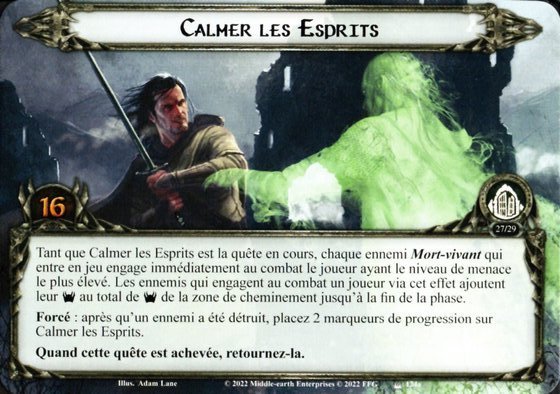 Calmer les Esprits
16
27/29
Tant que Calmer les Esprits est la quête en cours, chaque ennemi Mort-vivant qui
entre en jeu engage immédiatement au combat le joueur ayant le niveau de menace
le plus élevé. Les ennemis qui engagent au combat un joueur via cet effet ajoutent
leur au total de de la zone de cheminement jusqu'à la fin de la phase.
Forcé : après qu'un ennemi a été détruit, placez 2 marqueurs de progression sur
Calmer les Esprits.
Quand cette quête est achevée, retournez-la.
Illus. Adam Lane © 2022 Middle-earth Enterprises © 2022 FFG